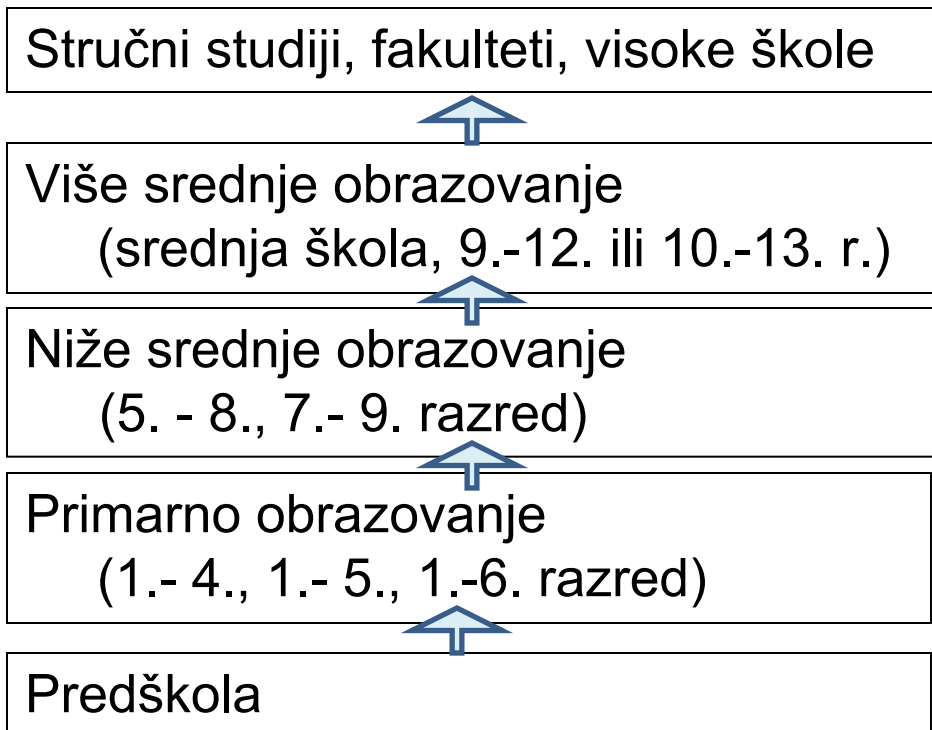 Stručni studiji, fakulteti, visoke škole
Više srednje obrazovanje
(srednja škola, 9.-12. ili 10.-13. r.)
Niže srednje obrazovanje
(5. - 8., 7.- 9. razred)
Primarno obrazovanje
(1.- 4., 1.- 5., 1.-6. razred)
Predškola